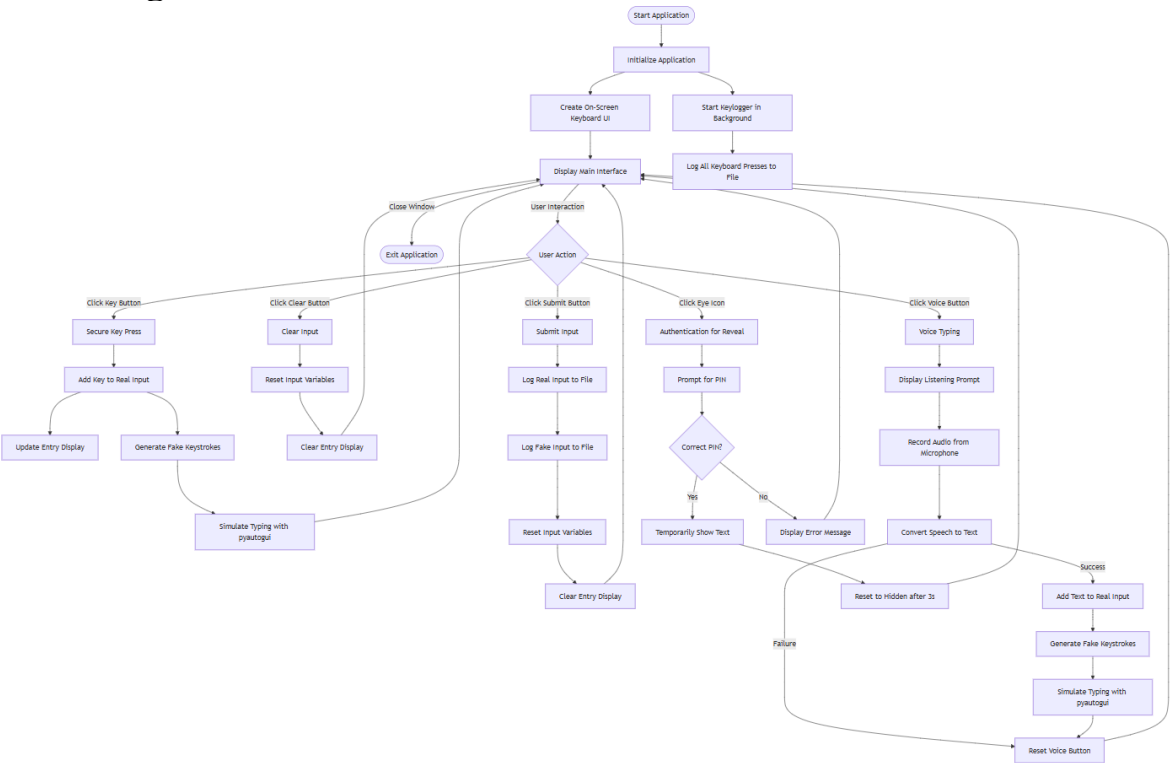 Start Application
Initialize Application
Create On-Screen
Keyboard UI
Start Keylogger in
Background
Display Main Interface
Log All Keyboard Presses to
File
Close Window
User Interaction
Exit Application
User Action
Click Key Button
Click Clear Button
Click Submit Button
Click Eye Icon
Click Voice Button
Secure Key Press
Clear Input
Submit Input
Authentication for Reveal
Voice Typing
Add Key to Real Input
Reset Input Variables
Log Real Input to File
Prompt for PIN
Display Listening Prompt
Update Entry Display
Generate Fake Keystrokes
Clear Entry Display
Log Fake Input to File
Correct PIN?
Record Audio from
Microphone
Yes
No
Simulate Typing with
pyautogui
Reset Input Variables
Temporarily Show Text
Display Error Message
Convert Speech to Text
Success
Clear Entry Display
Reset to Hidden after 3s
Add Text to Real Input
Failure
Generate Fake Keystrokes
Simulate Typing with
pyautogui
Reset Voice Button